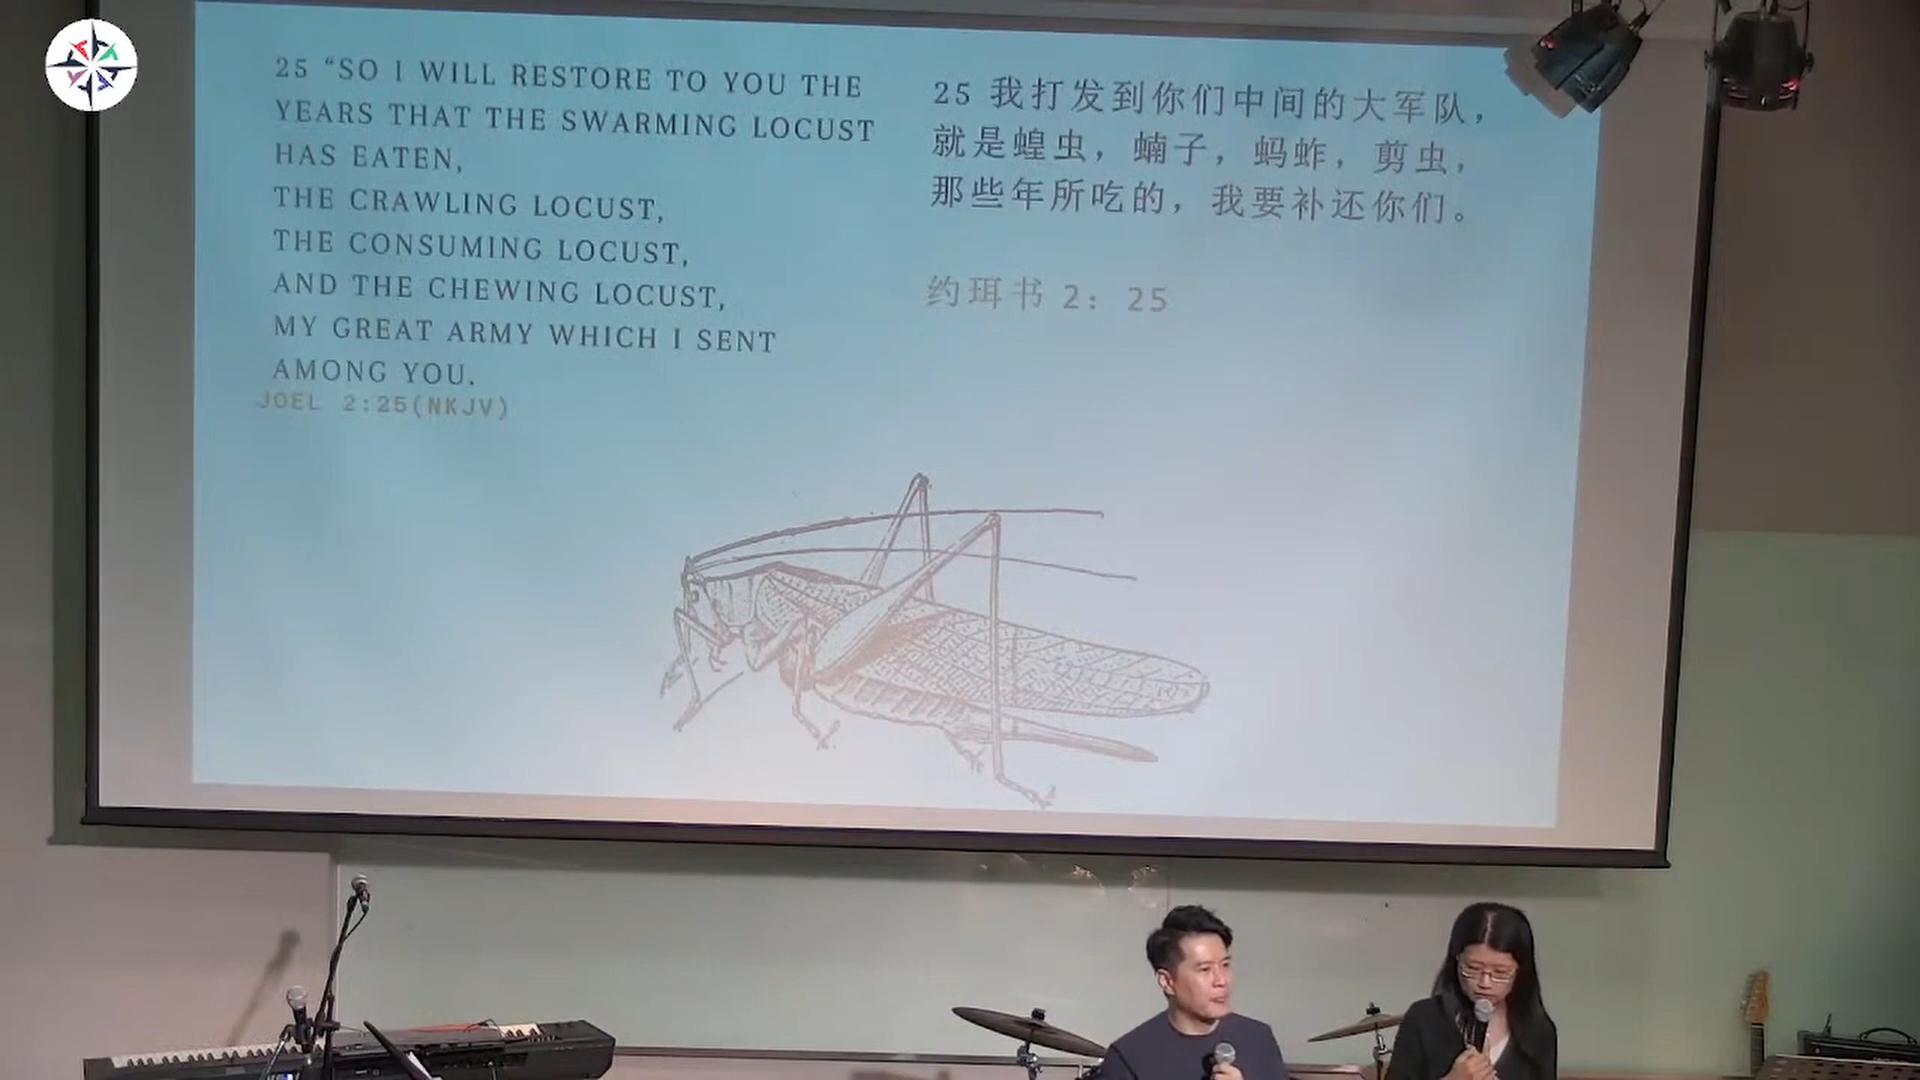 25 “SO I WILL RESTORE TO YOU THE
YEARS THAT THE SWARMING LOCUST
HAS EATEN,
THE CRAWLING LOCUST,
THE CONSUMING LOCUST,
AND THE CHEWING LOCUST,
MY GREAT ARMY WHICH I SENT
AMONG YOU.
JOEL 2:25(NKJV)
25 我打发到你们中间的大军队，
就是蝗虫，蝻子，蚂蚱，剪虫，
那些年所吃的，我要补还你们。
约珥书 2：25